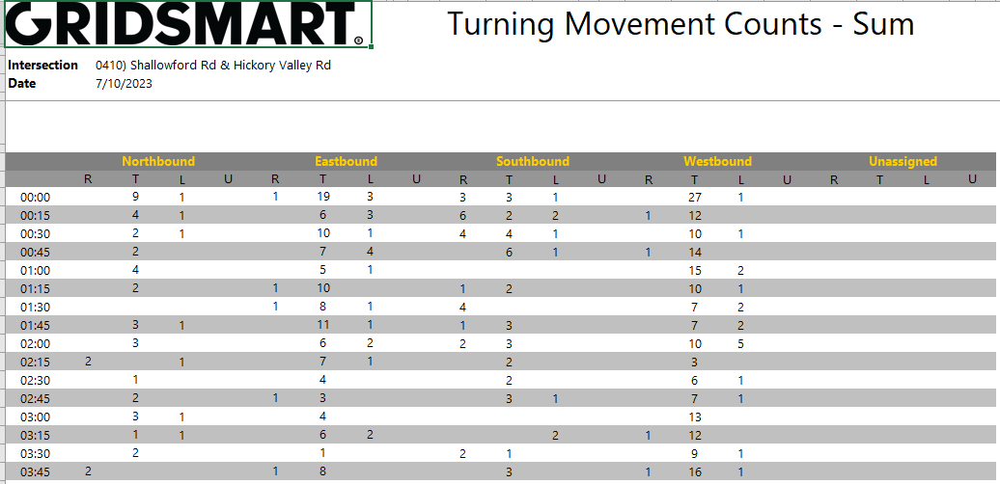 GRIDSMART®
Turning Movement Counts - Sum
Intersection 0410) Shallowford Rd & Hickory Valley Rd
Date 7/10/2023
Northbound Eastbound Southbound Westbound Unassigned
R T L U R T L U R T L U R T L U R T L U
00:00 9 1 1 19 3 3 3 1 27 1
00:15 4 1 6 3 6 2 2 1 12
00:30 2 1 10 1 4 4 1 10 1
00:45 2 7 4 6 1 1 14
01:00 4 5 1 15 2
01:15 2 1 10 1 2 10 1
01:30 1 8 1 4 7 2
01:45 3 1 11 1 1 3 7 2
02:00 3 6 2 2 3 10 5
02:15 2 1 7 1 2 3
02:30 1 4 2 6 1
02:45 2 1 3 3 1 7 1
03:00 3 1 4 13
03:15 1 1 6 2 2 1 12
03:30 2 1 2 1 9 1
03:45 2 1 8 3 1 16 1